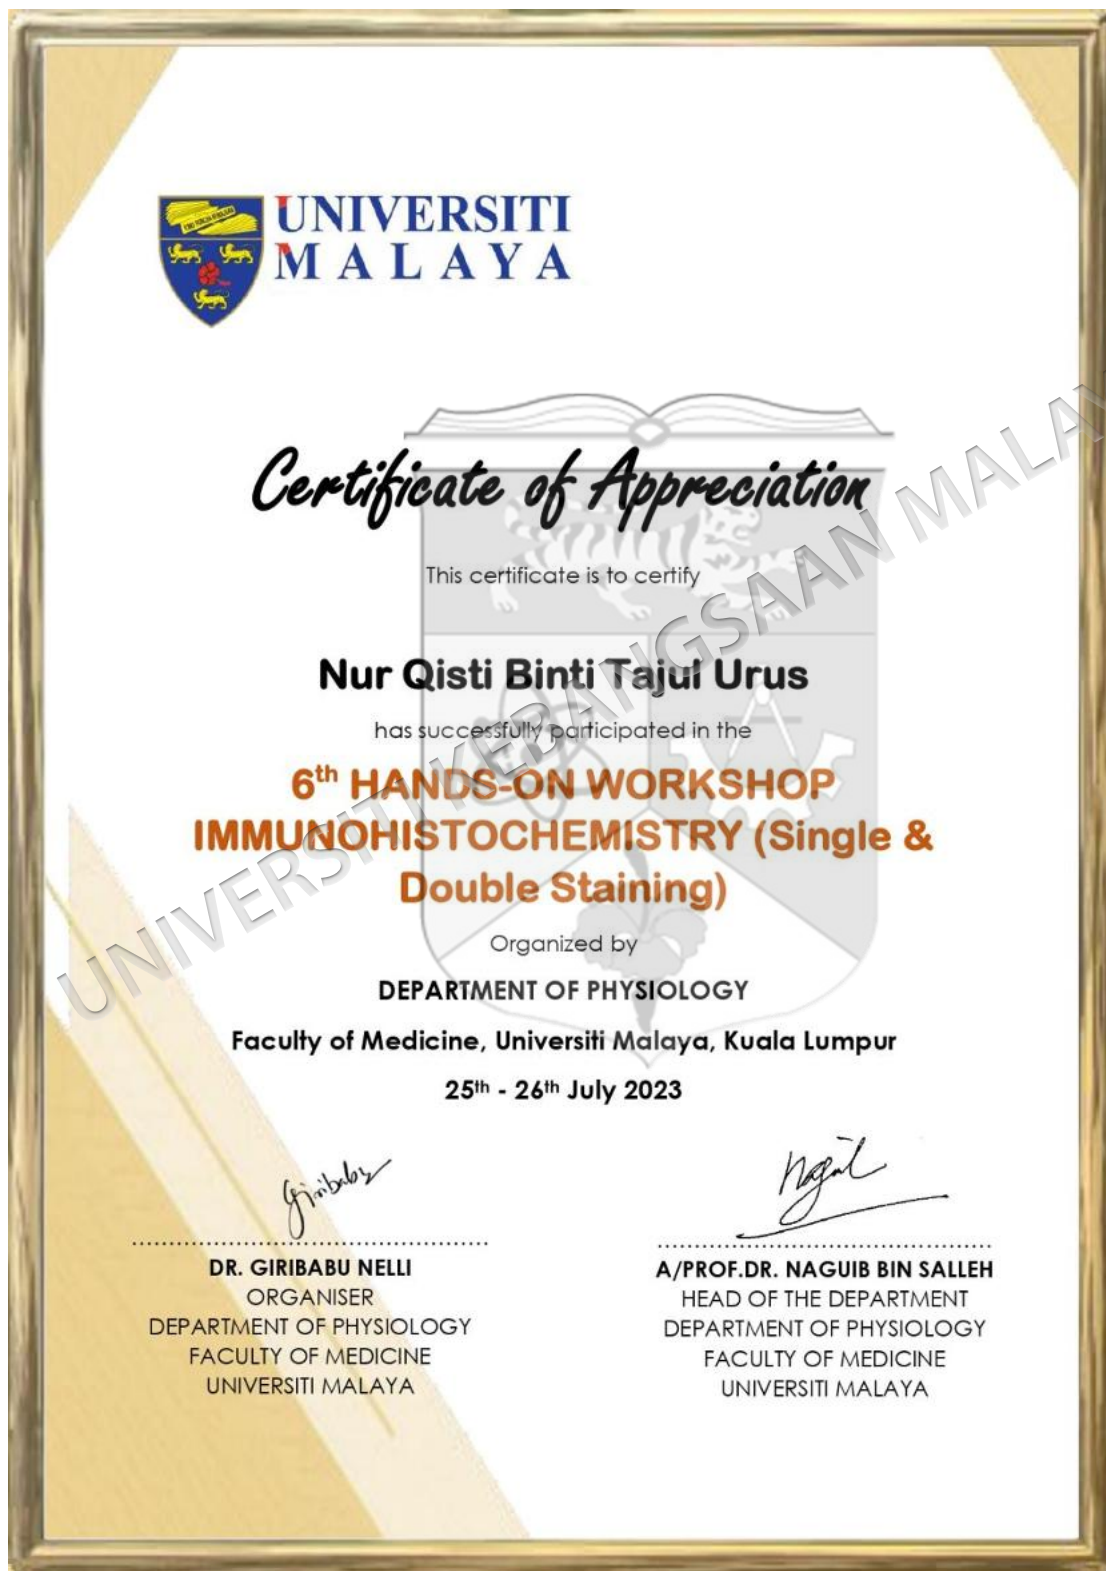 UNIVERSITI
MALAYA
Certificate of Appreciation
This certificate is to certify
Nur Qisti Binti Tajul Urus
has successfully participated in the
6th HANDS-ON WORKSHOP
IMMUNOHISTOCHEMISTRY (Single &
Double Staining)
Organized by
DEPARTMENT OF PHYSIOLOGY
Faculty of Medicine, Universiti Malaya, Kuala Lumpur
25th - 26th July 2023
Giribabu
DR. GIRIBABU NELLI
ORGANISER
DEPARTMENT OF PHYSIOLOGY
FACULTY OF MEDICINE
UNIVERSITI MALAYA
A/PROF.DR. NAGUIB BIN SALLEH
HEAD OF THE DEPARTMENT
DEPARTMENT OF PHYSIOLOGY
FACULTY OF MEDICINE
UNIVERSITI MALAYA
UNIVERSITI KEBANGSAAN MALAY